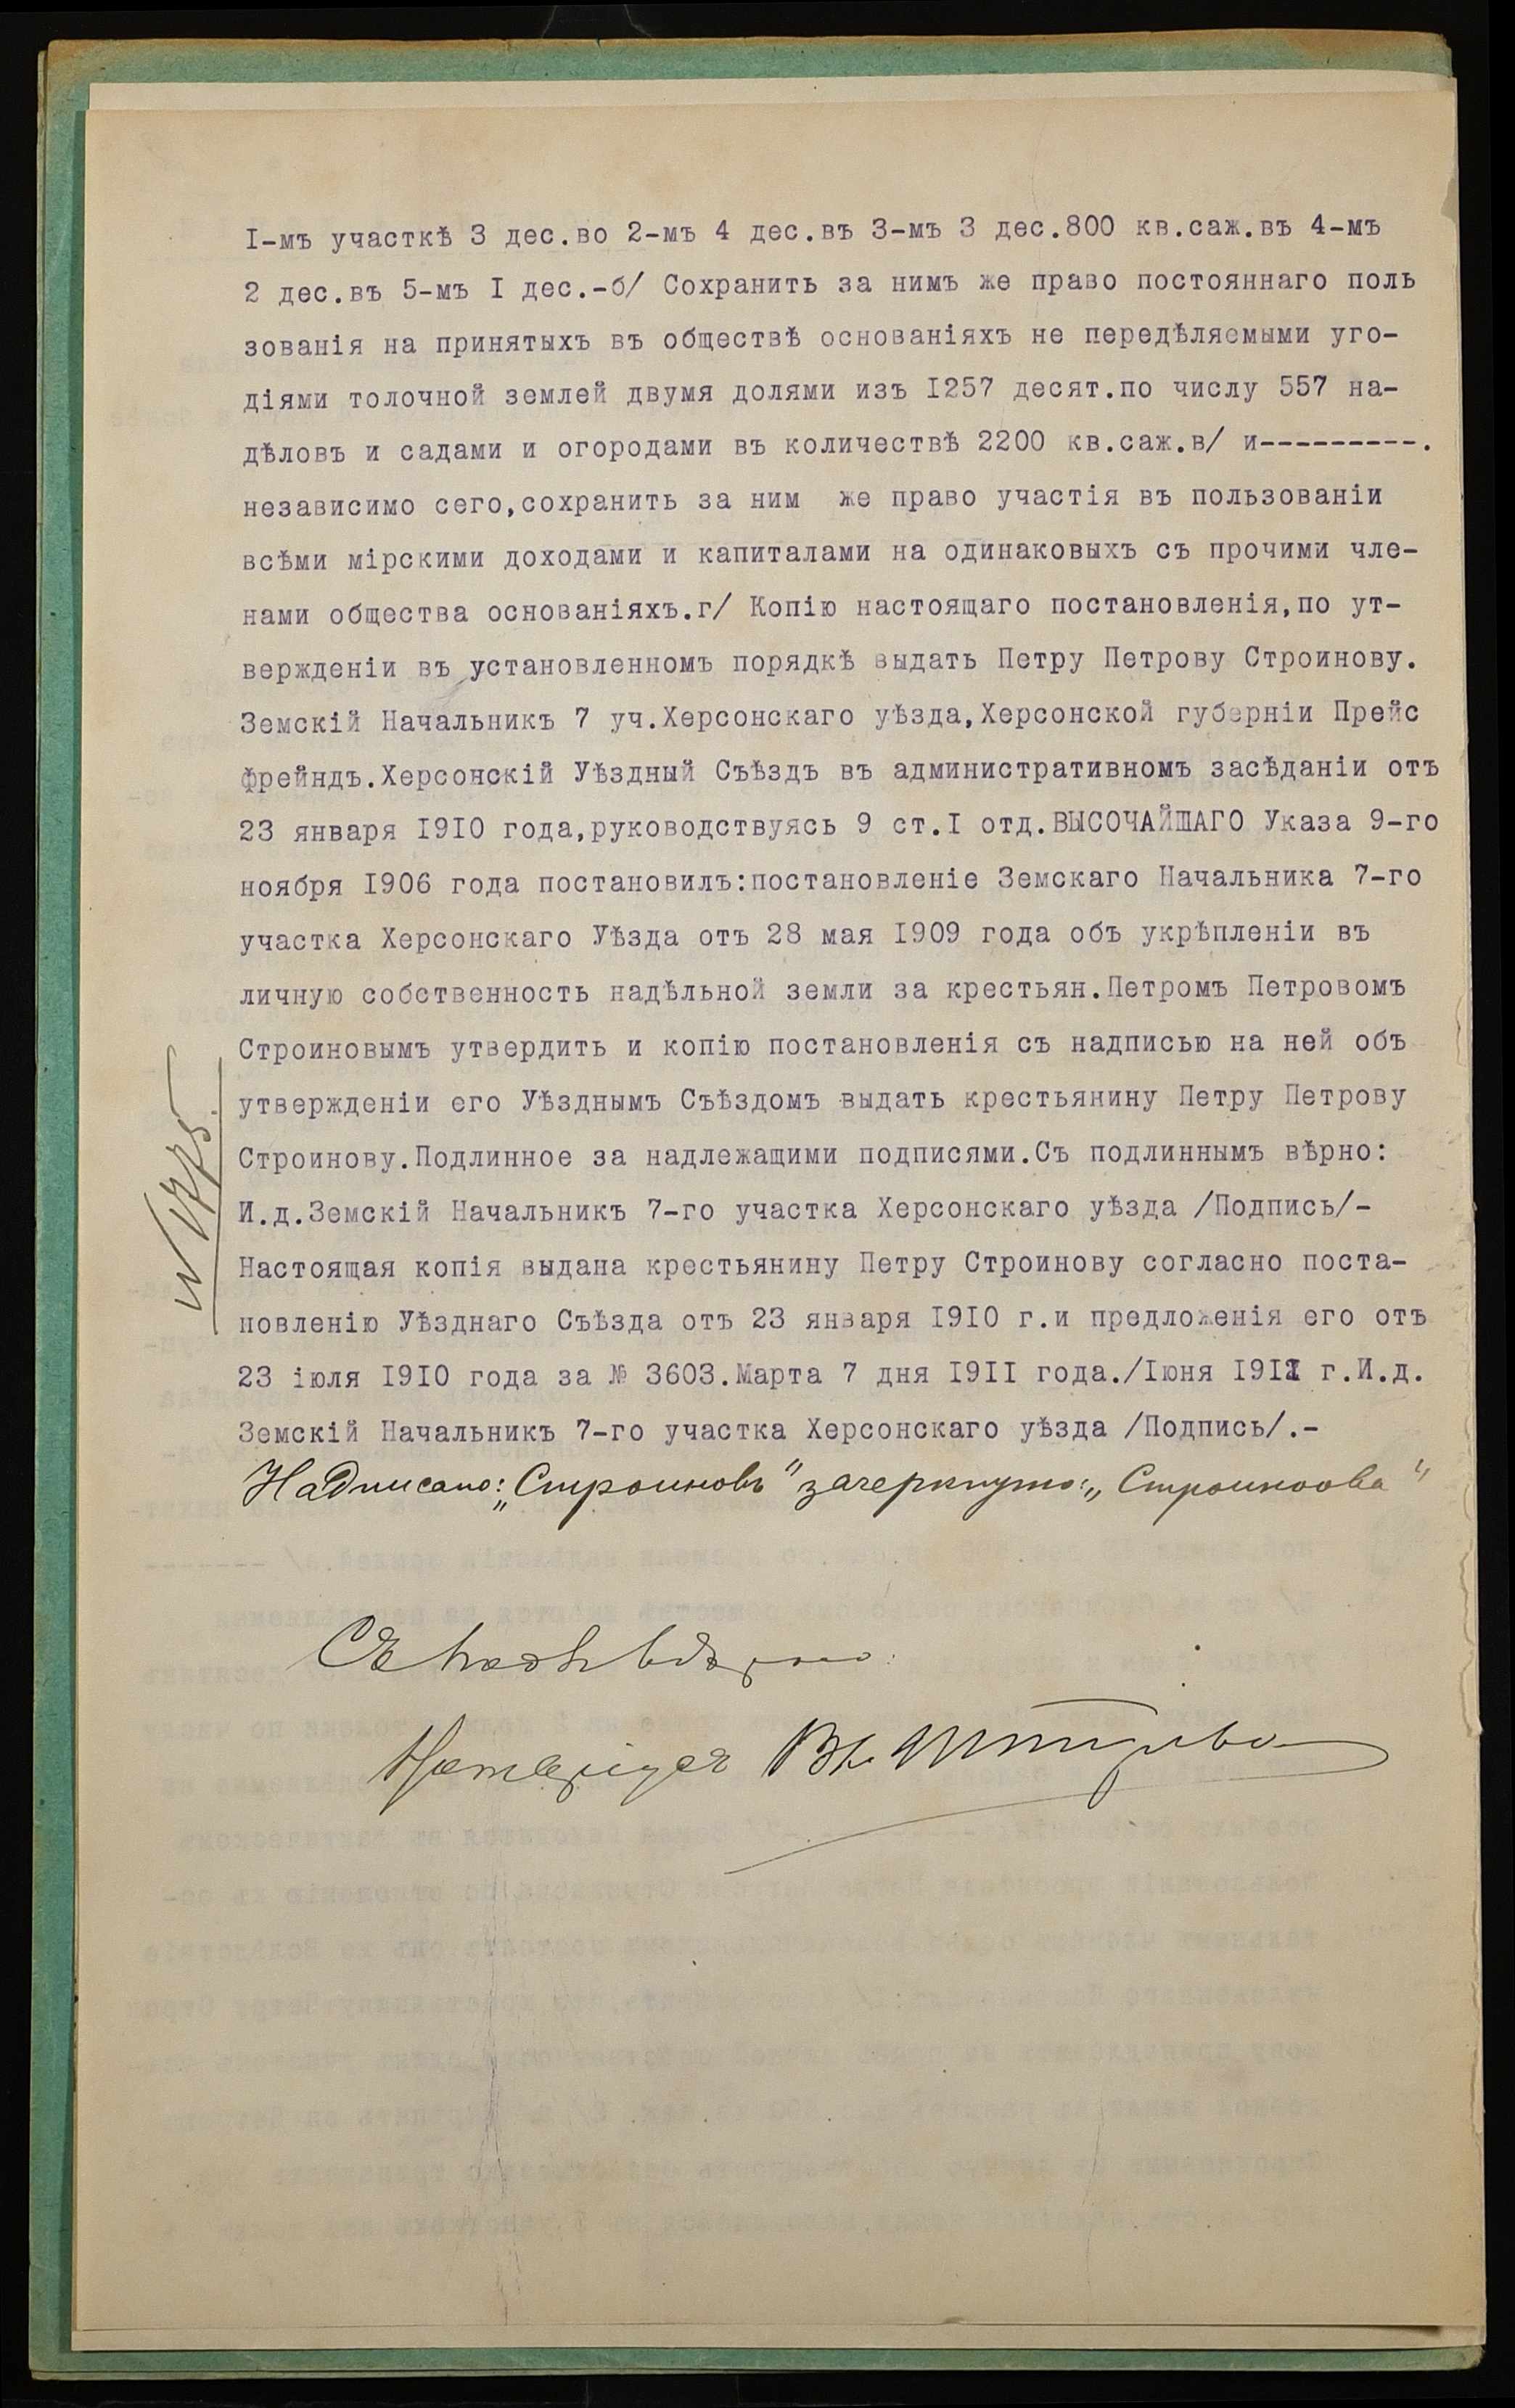 I-мъ участкѣ 3 дес.во 2-мъ 4 дес.въ 3-мъ 3 дес.800 кв.саж.въ 4-мъ
2 дес.въ 5-мъ I дес.-б/ Сохранить за нимъ же право постояннаго поль
зованія на принятыхъ въ обществѣ основаніяхъ не передѣляемыми уго-
діями толочной землей двумя долями изъ I257 десят.по числу 557 на-
дѣловъ и садами и огородами въ количествѣ 2200 кв.саж.в/ и---------.
независимо сего,сохранить за ним же право участія въ пользованіи
всѣми мірскими доходами и капиталами на одинаковыхъ съ прочими чле-
нами общества основаніяхъ.г/ Копію настоящаго постановленія,по ут-
вержденіи въ установленномъ порядкѣ выдать Петру Петрову Строинову.
Земскій Начальникъ 7 уч.Херсонскаго уѣзда,Херсонской губерніи Прейс
фрейндъ.Херсонскій Уѣздный Съѣздъ въ административномъ засѣданіи отъ
23 января I9I0 года,руководствуясь 9 ст.I отд.ВЫСОЧАЙШАГО Указа 9-го
ноября I906 года постановилъ:постановленіе Земскаго Начальника 7-го
участка Херсонскаго Уѣзда отъ 28 мая I909 года объ укрѣпленіи въ
личную собственность надѣльной земли за крестьян.Петромъ Петровомъ
Строиновымъ утвердить и копію постановленія съ надписью на ней объ
утвержденіи его Уѣзднымъ Съѣздомъ выдать крестьянину Петру Петрову
Строинову.Подлинное за надлежащими подписями.Съ подлиннымъ вѣрно:
И.д.Земскій Начальникъ 7-го участка Херсонскаго уѣзда /Подпись/-
Настоящая копія выдана крестьянину Петру Строинову согласно поста-
новленію Уѣзднаго Съѣзда отъ 23 января I9I0 г.и предложенія его отъ
23 іюля I9I0 года за № 3603.Марта 7 дня I9II года./Іюня I9II г.И.д.
Земскій Начальникъ 7-го участка Херсонскаго уѣзда /Подпись/.-
Надписано:„Строиновъ" зачеркнуто:„Строиноова"
Съ подл. вѣрно:
Нотаріусъ